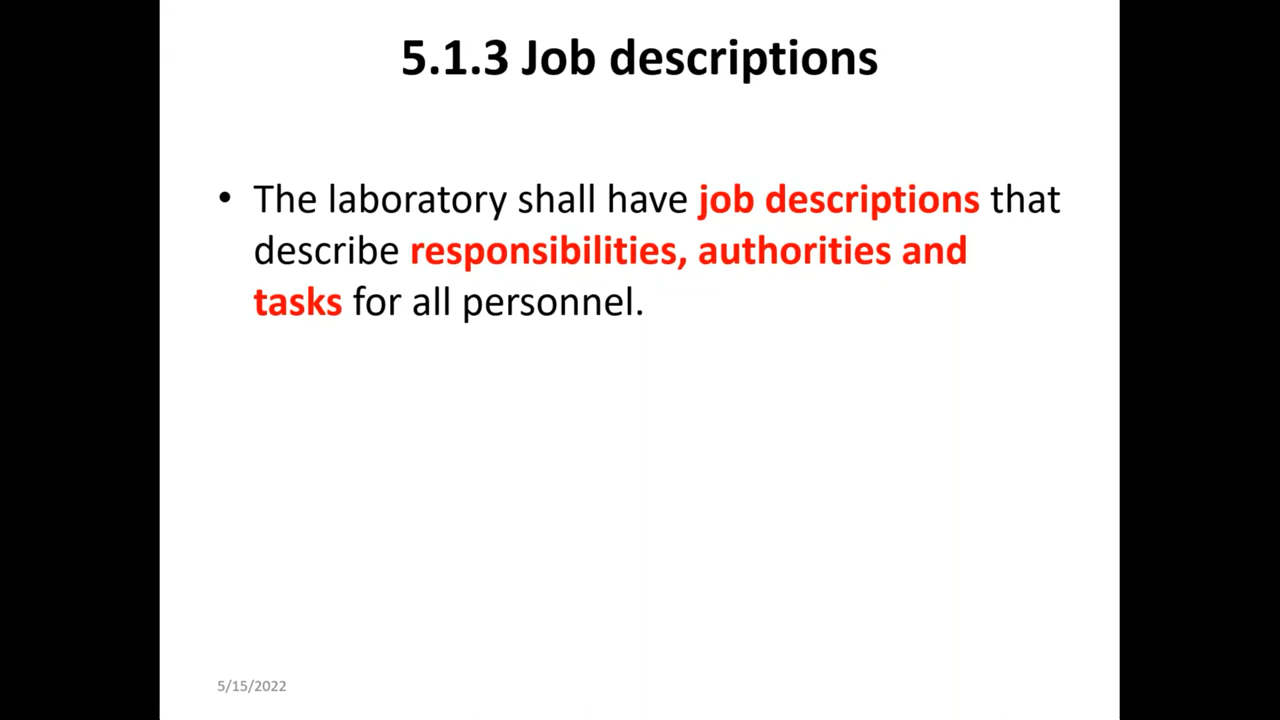 5.1.3 Job descriptions
• The laboratory shall have job descriptions that
describe responsibilities, authorities and
tasks for all personnel.
5/15/2022